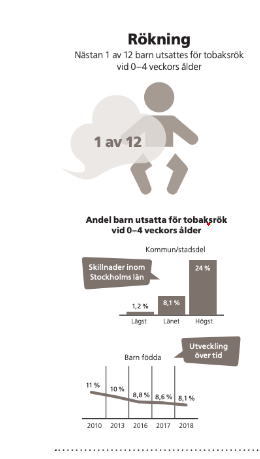 Rökning
Nästan 1 av 12 barn utsattes för tobaksrök
vid 0–4 veckors ålder
1 av 12
Andel barn utsatta för tobaksrök
vid 0–4 veckors ålder
Kommun/stadsdel
Skillnader inom
Stockholms län
24 %
8,1 %
1,2 %
Lägst Länet Högst
Utveckling
över tid
Barn födda
11 % 10 % 8,8 % 8,6 % 8,1 %
2010 2013 2016 2017 2018